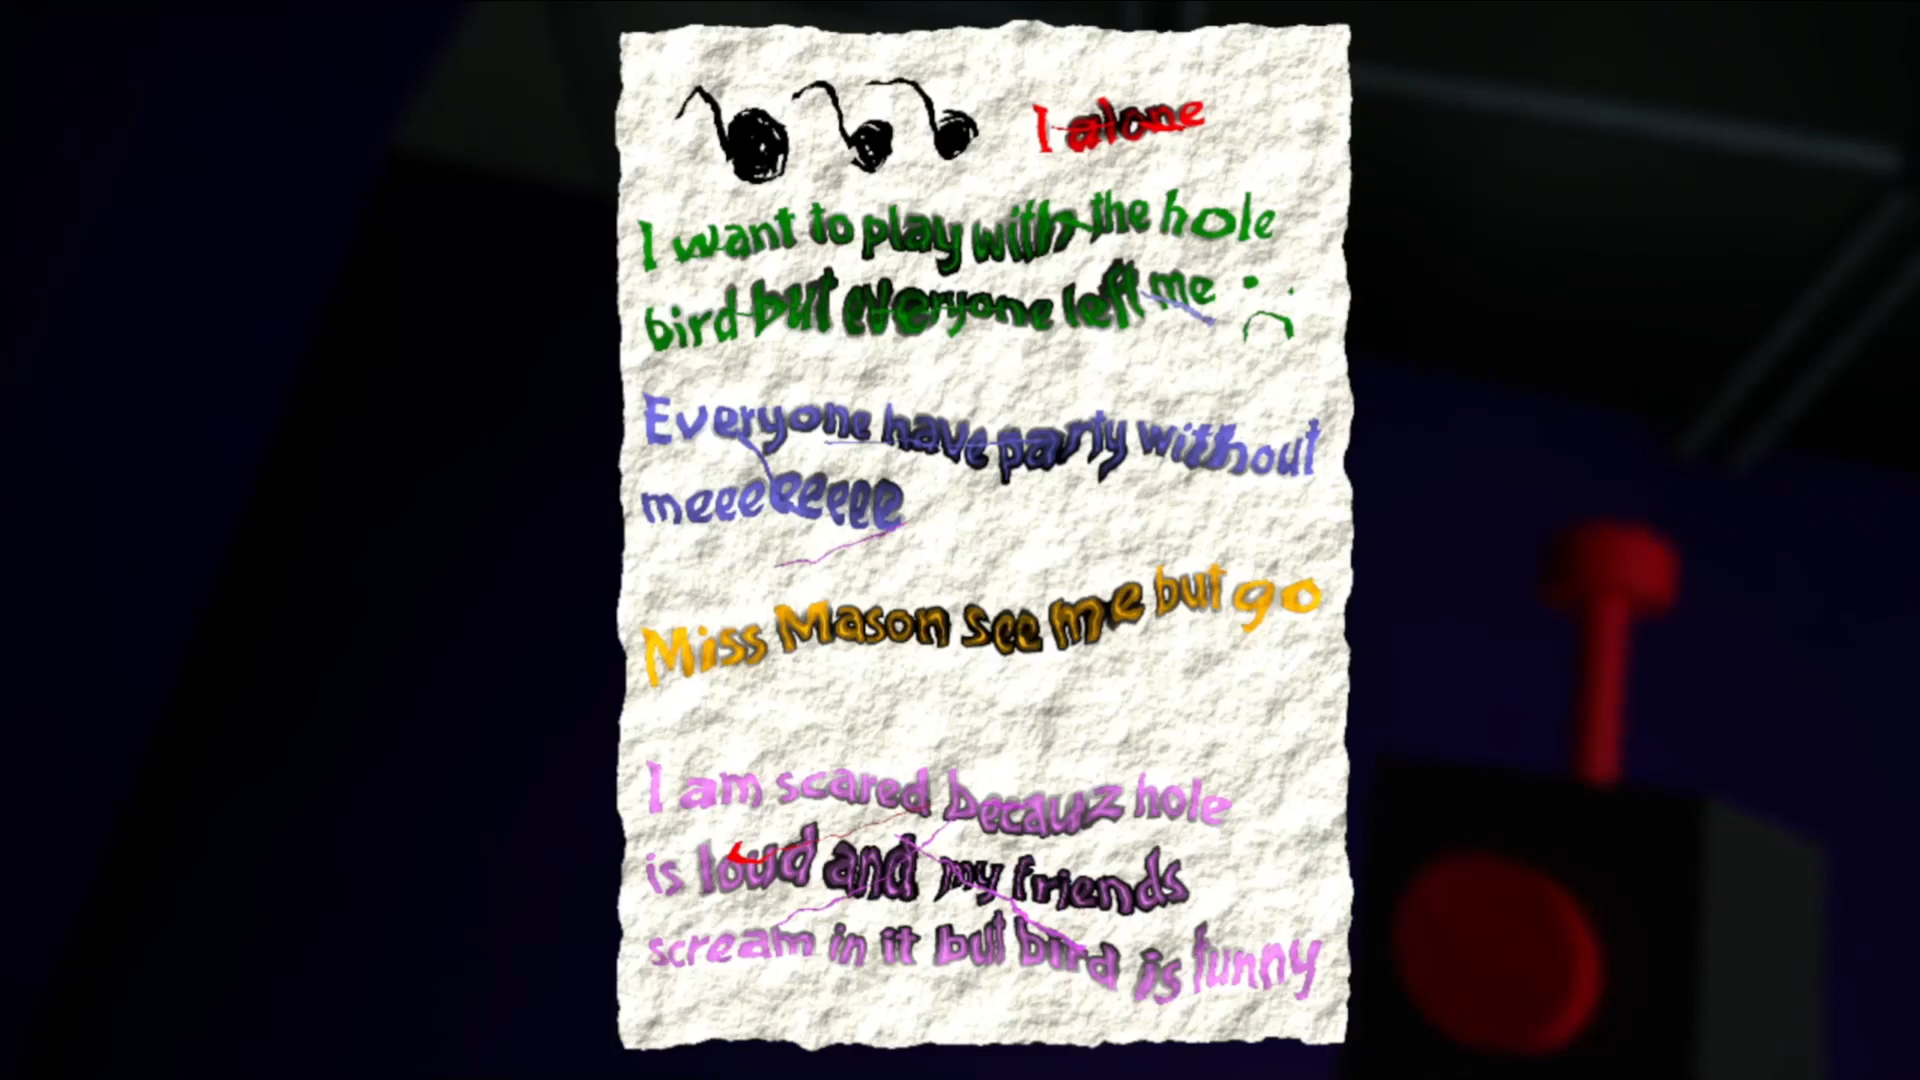 I alone
I want to play with the hole
bird but everyone left me :(
Everyone have party without
meeeeeeee
Miss Mason see me but go
I am scared becauz hole
is loud and my friends
scream in it but bird is funny